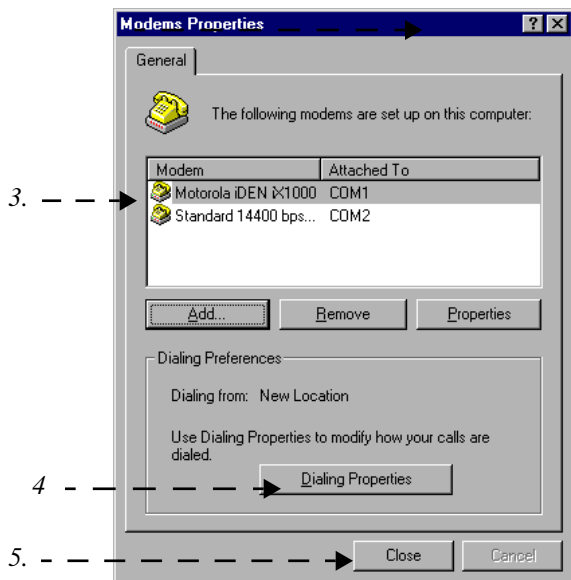 Modems Properties
General
The following modems are set up on this computer:
Modem Attached To
3. Motorola iDEN iX1000 COM1
Standard 14400 bps... COM2
Add... Remove Properties
Dialing Preferences
Dialing from: New Location
Use Dialing Properties to modify how your calls are
dialed.
4 Dialing Properties
5. Close Cancel